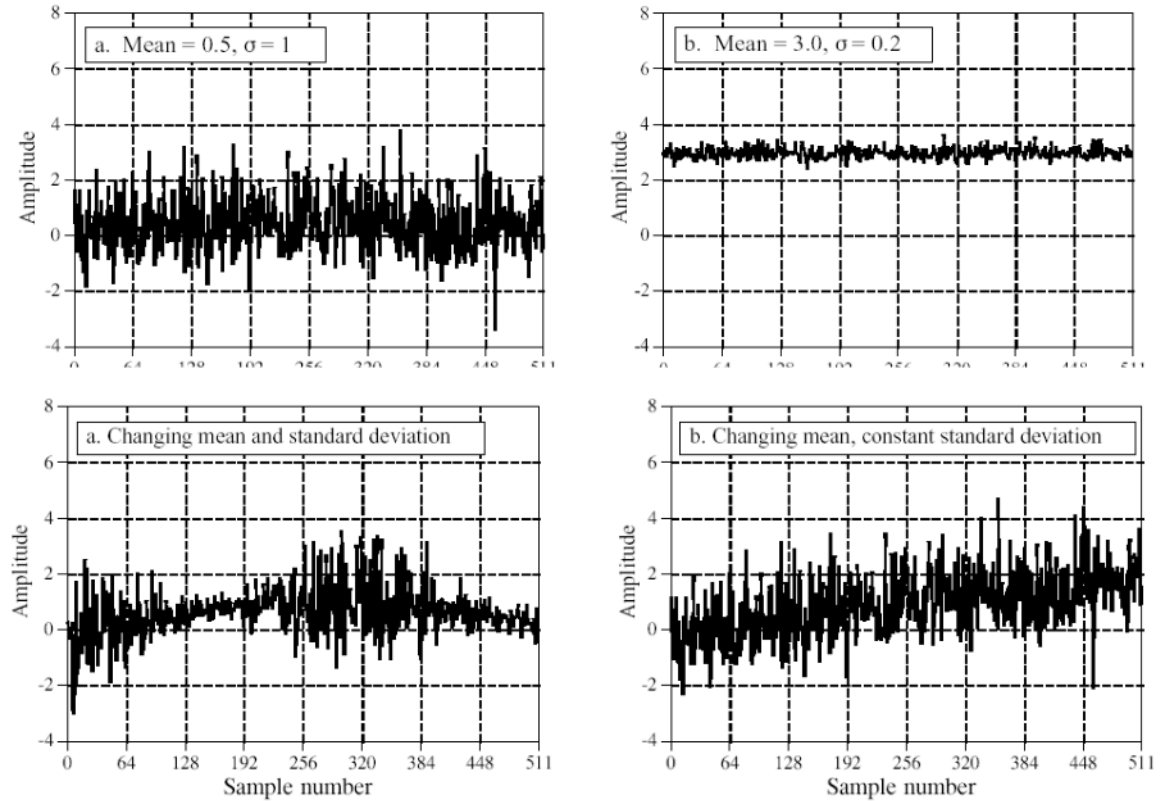 8
a. Mean = 0.5, σ = 1
6
4
2
0
-2
-4
Amplitude
8
b. Mean = 3.0, σ = 0.2
6
4
2
0
-2
-4
Amplitude
8
a. Changing mean and standard deviation
6
4
2
0
-2
-4
Amplitude
0 64 128 192 256 320 384 448 511
Sample number
8
b. Changing mean, constant standard deviation
6
4
2
0
-2
-4
Amplitude
0 64 128 192 256 320 384 448 511
Sample number